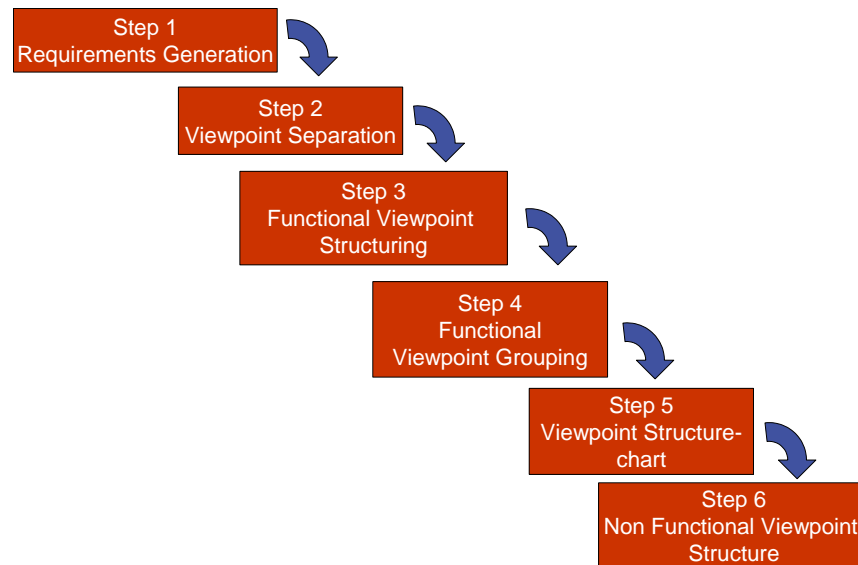 Step 1
Requirements Generation
Step 2
Viewpoint Separation
Step 3
Functional Viewpoint
Structuring
Step 4
Functional
Viewpoint Grouping
Step 5
Viewpoint Structure-
chart
Step 6
Non Functional Viewpoint
Structure